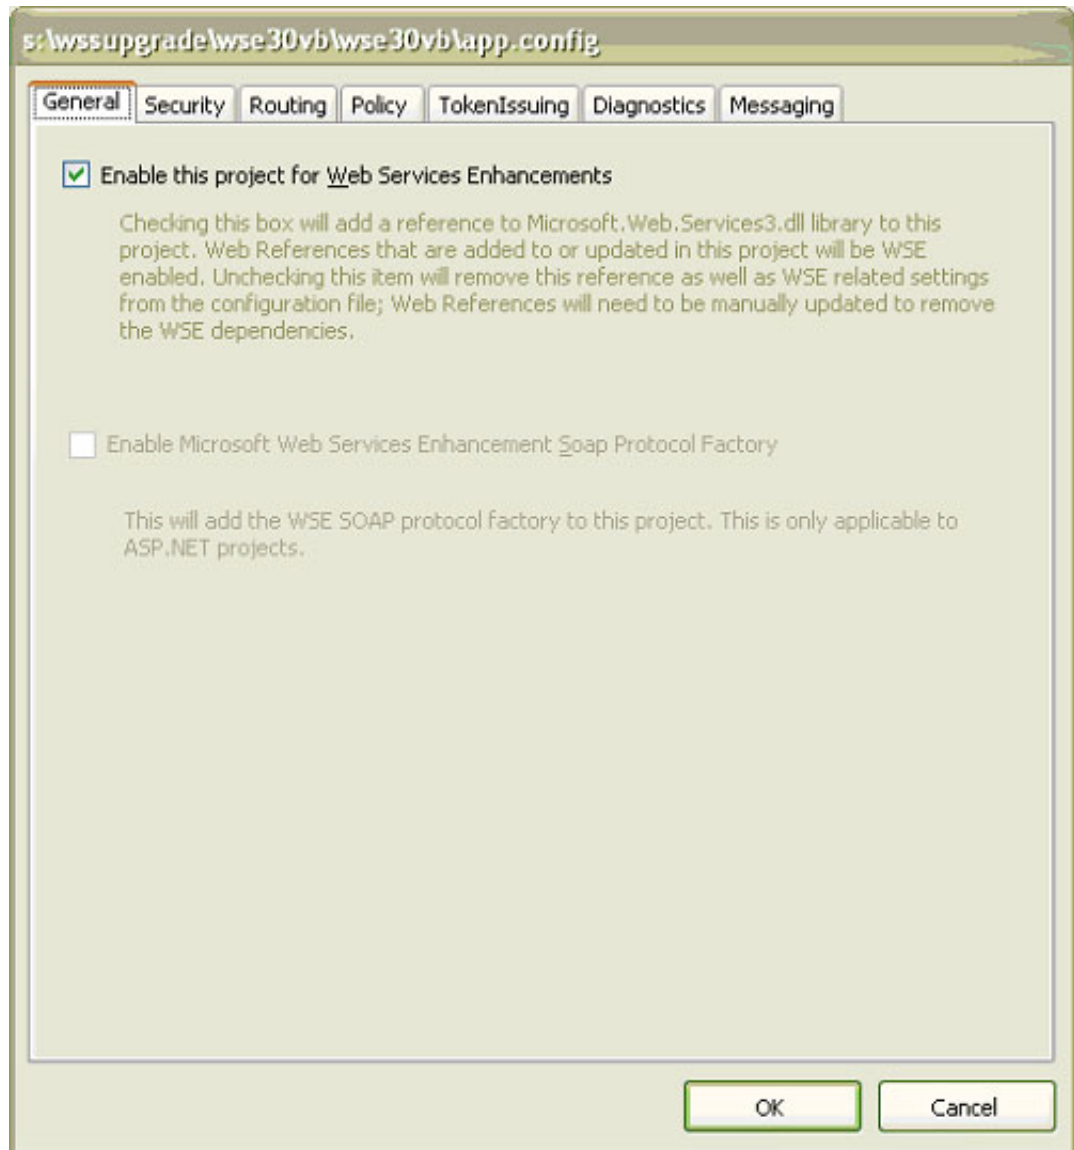 s:\wssupgrade\wse30vb\wse30vb\app.config
General Security Routing Policy TokenIssuing Diagnostics Messaging
Enable this project for Web Services Enhancements
Checking this box will add a reference to Microsoft.Web.Services3.dll library to this
project. Web References that are added to or updated in this project will be WSE
enabled. Unchecking this item will remove this reference as well as WSE related settings
from the configuration file; Web References will need to be manually updated to remove
the WSE dependencies.
Enable Microsoft Web Services Enhancement Soap Protocol Factory
This will add the WSE SOAP protocol factory to this project. This is only applicable to
ASP.NET projects.
OK Cancel